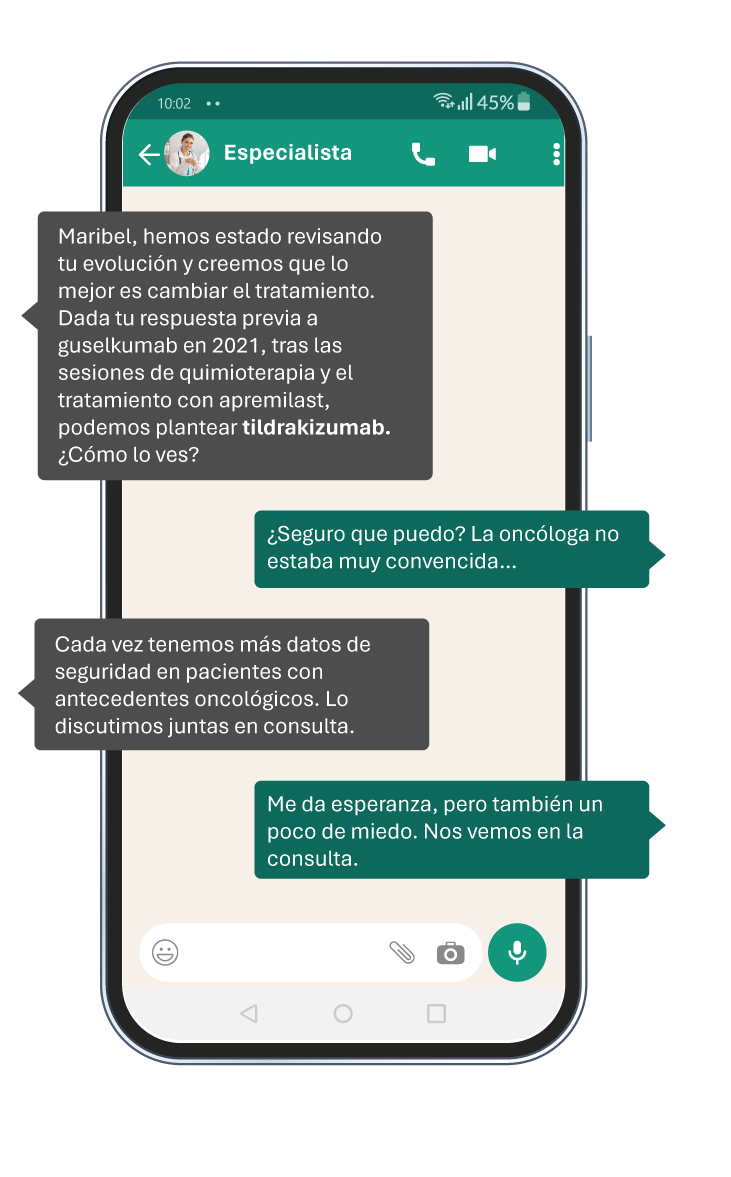 10:02
45%
Especialista
Maribel, hemos estado revisando
tu evolución y creemos que lo
mejor es cambiar el tratamiento.
Dada tu respuesta previa a
guselkumab en 2021, tras las
sesiones de quimioterapia y el
tratamiento con apremilast,
podemos plantear tildrakizumab.
¿Cómo lo ves?
¿Seguro que puedo? La oncóloga no
estaba muy convencida...
Cada vez tenemos más datos de
seguridad en pacientes con
antecedentes oncológicos. Lo
discutimos juntas en consulta.
Me da esperanza, pero también un
poco de miedo. Nos vemos en la
consulta.